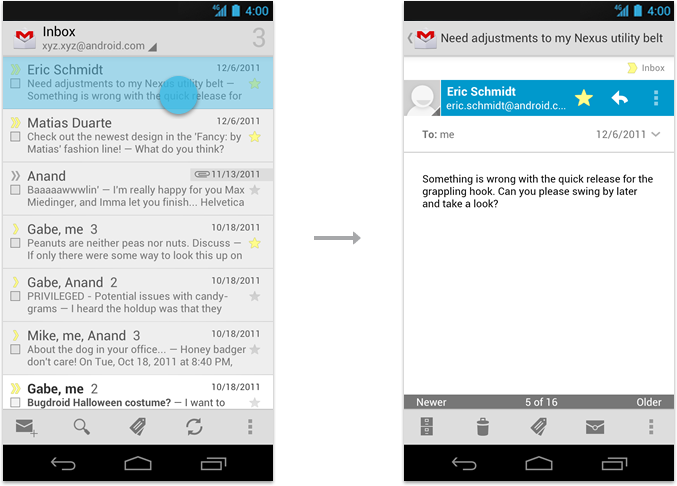 4G 4:00
Inbox
xyz.xyz@android.com
3
Eric Schmidt 12/6/2011
Need adjustments to my Nexus utility belt —
Something is wrong with the quick release for
Matias Duarte 12/6/2011
Check out the newest design in the 'Fancy: by
Matias' fashion line! — What do you think?
Anand 11/13/2011
Baaaaawwwlin' — I'm really happy for you Max
Miedinger, and Imma let you finish... Helvetica
Gabe, me 3 10/18/2011
Peanuts are neither peas nor nuts. Discuss —
If only there were some way to look this up on
Gabe, Anand 2 10/18/2011
PRIVILEGED - Potential issues with candy-
grams — I heard the holdup was that they
Mike, me, Anand 3 10/18/2011
About the dog in your office... — Honey badger
don't care! On Tue, Oct 18, 2011 at 8:40 PM,
Gabe, me 2 10/18/2011
Bugdroid Halloween costume? — I want to
4G 4:00
Need adjustments to my Nexus utility belt
Inbox
Eric Schmidt
eric.schmidt@android.c...
To: me 12/6/2011
Something is wrong with the quick release for the
grappling hook. Can you please swing by later
and take a look?
Newer 5 of 16 Older